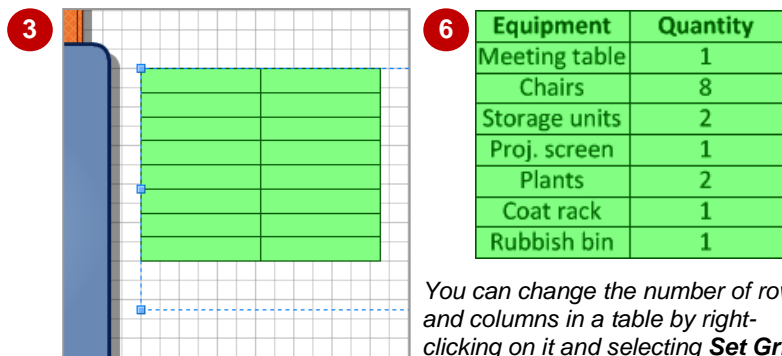 3
6
Equipment Quantity
Meeting table 1
Chairs 8
Storage units 2
Proj. screen 1
Plants 2
Coat rack 1
Rubbish bin 1
You can change the number of
and columns in a table by right-
clicking on it and selecting Set